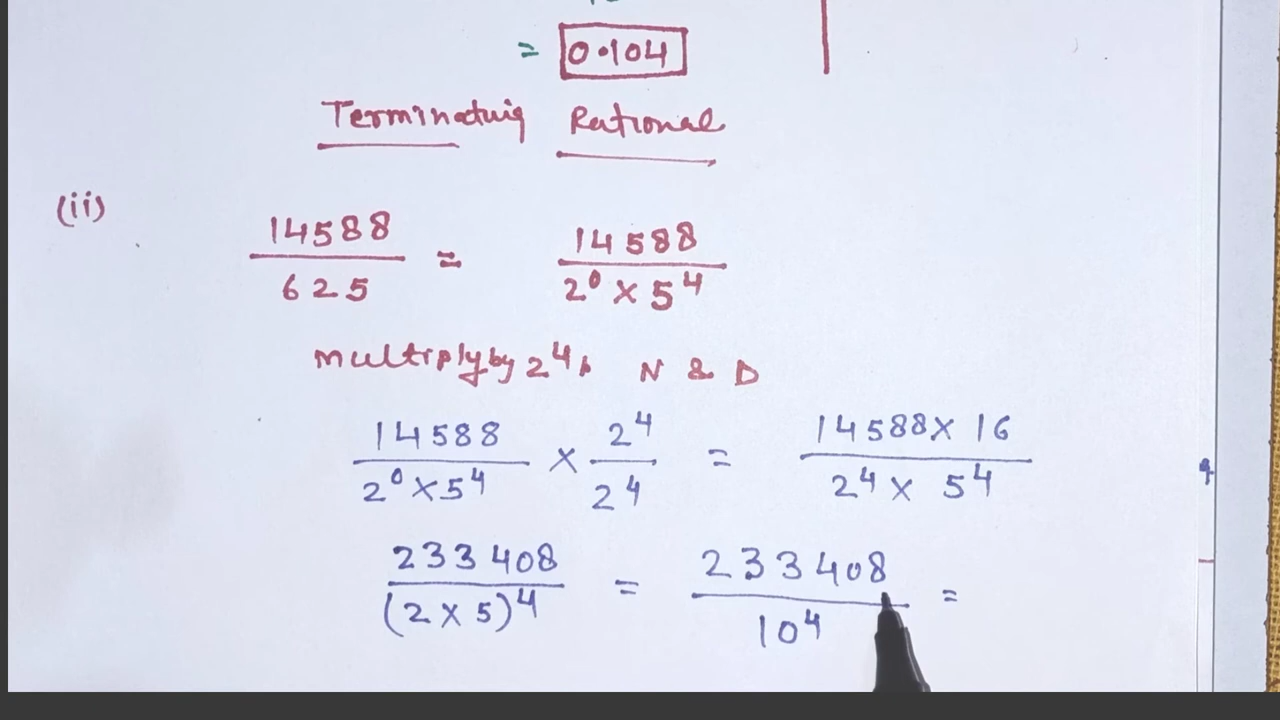 = 0.104
Terminating Rational
(ii)
14588/625 = 14588/2⁰ × 5⁴
multiply by 2⁴, N & D
14588/2⁰ × 5⁴ × 2⁴/2⁴ = 14588 × 16/2⁴ × 5⁴
233408/(2 × 5)⁴ = 233408/10⁴ =